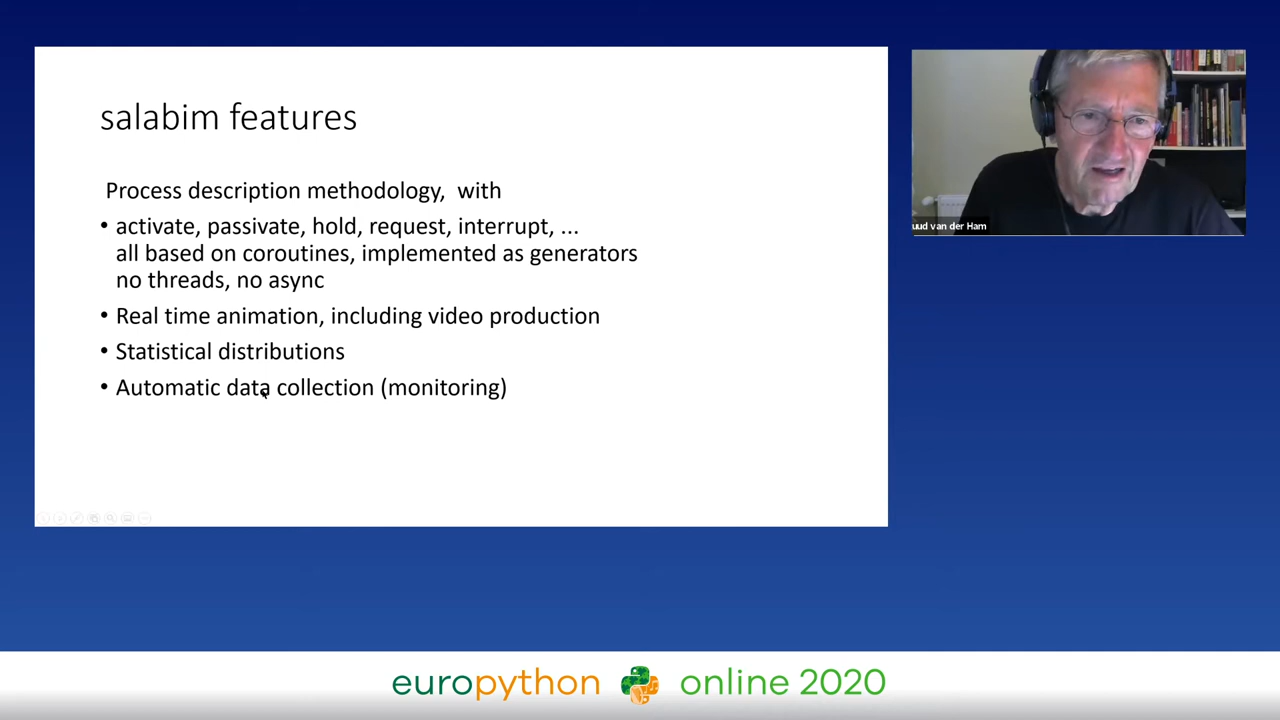 salabim features
Process description methodology, with
• activate, passivate, hold, request, interrupt, ...
all based on coroutines, implemented as generators
no threads, no async
• Real time animation, including video production
• Statistical distributions
• Automatic data collection (monitoring)
uud van der Ham
europython online 2020